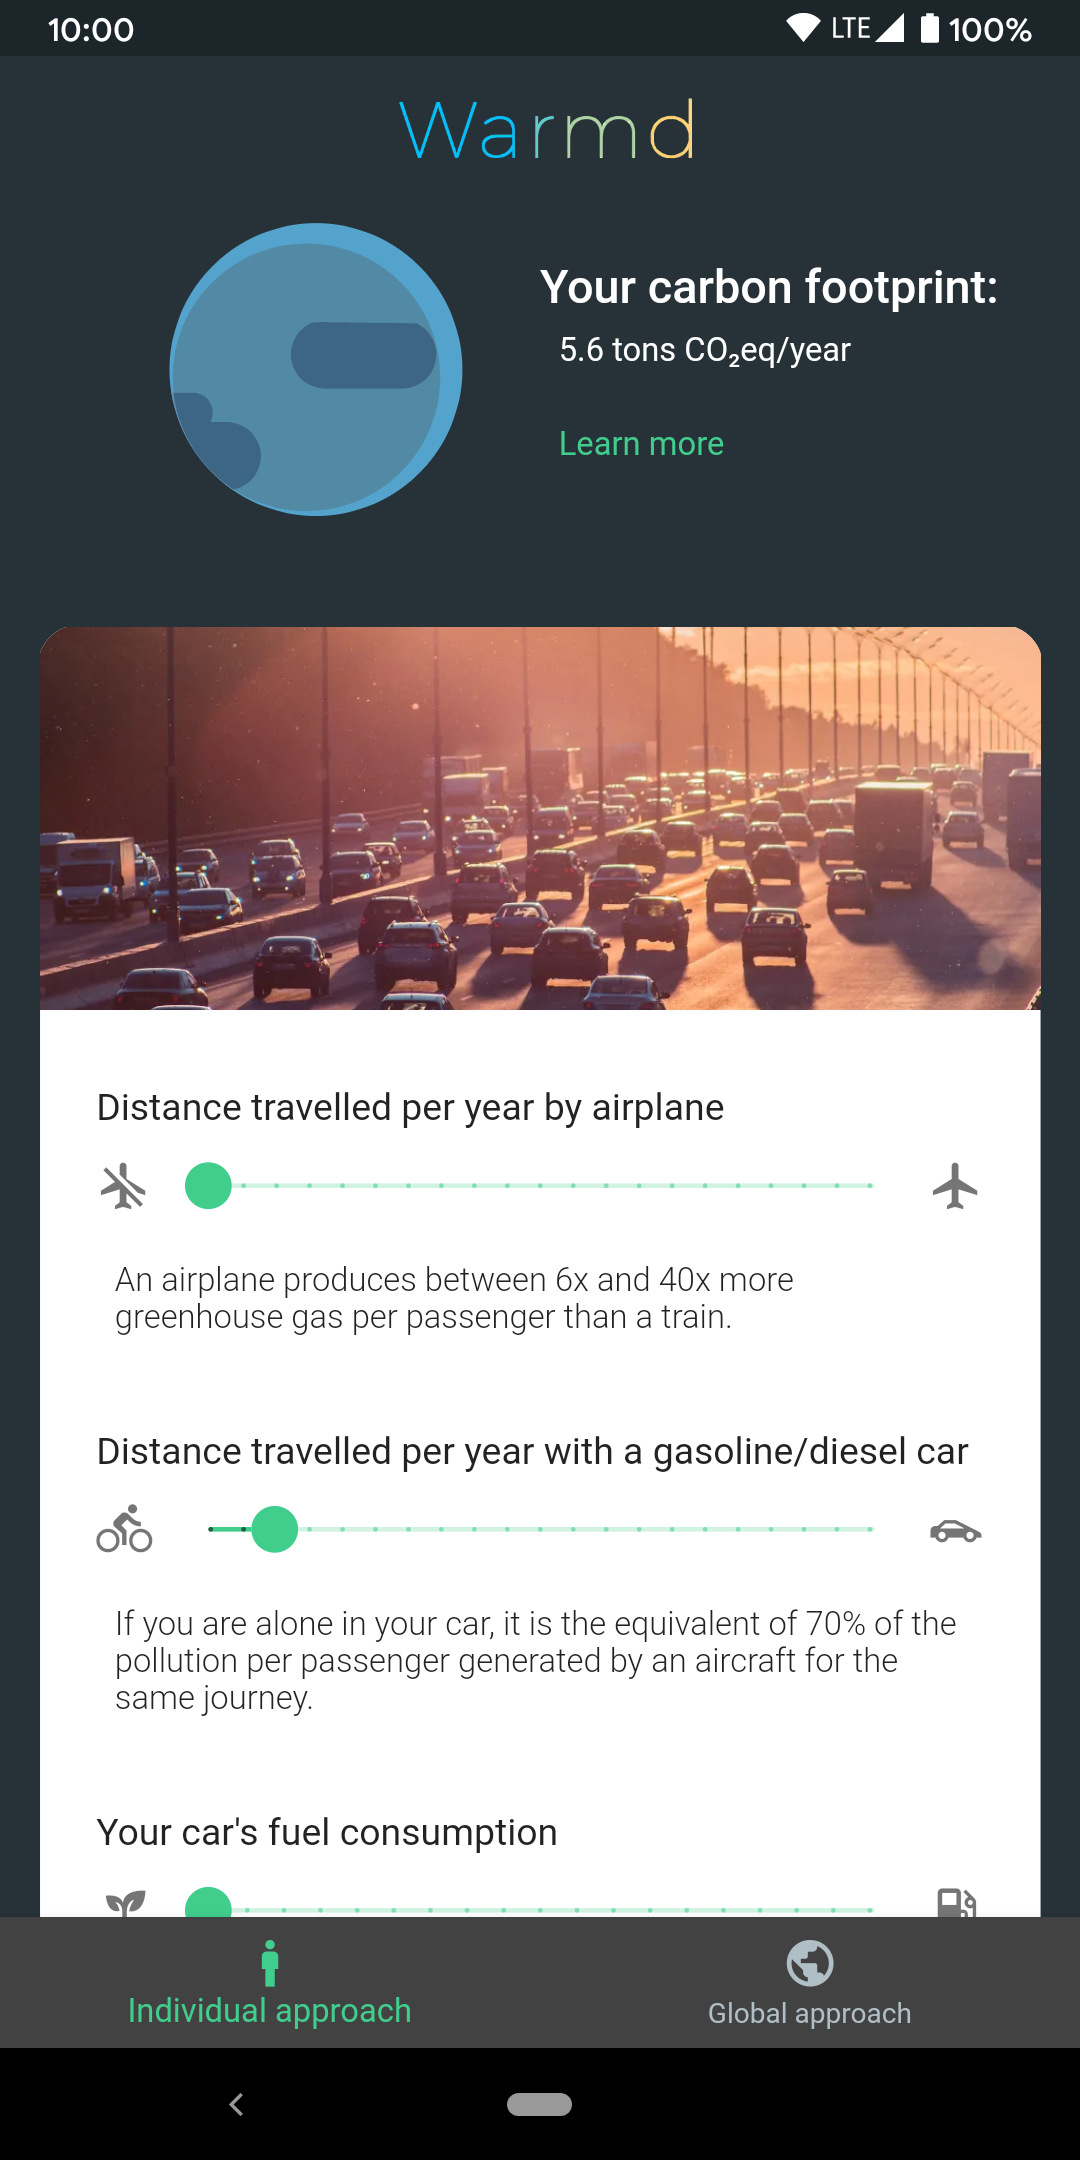 10:00
LTE
100%
Warmd
Your carbon footprint:
5.6 tons CO₂eq/year
Learn more
Distance travelled per year by airplane
An airplane produces between 6x and 40x more
greenhouse gas per passenger than a train.
Distance travelled per year with a gasoline/diesel car
If you are alone in your car, it is the equivalent of 70% of the
pollution per passenger generated by an aircraft for the
same journey.
Your car's fuel consumption
Individual approach
Global approach